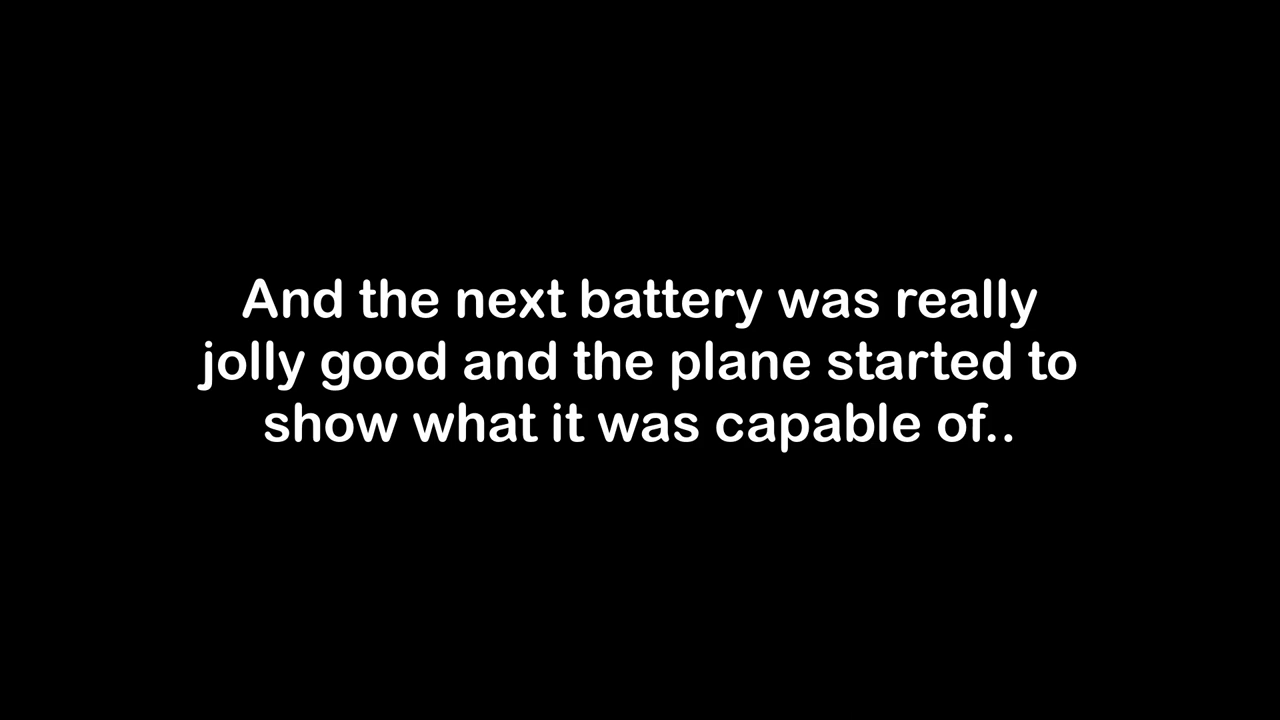 And the next battery was really
jolly good and the plane started to
show what it was capable of..